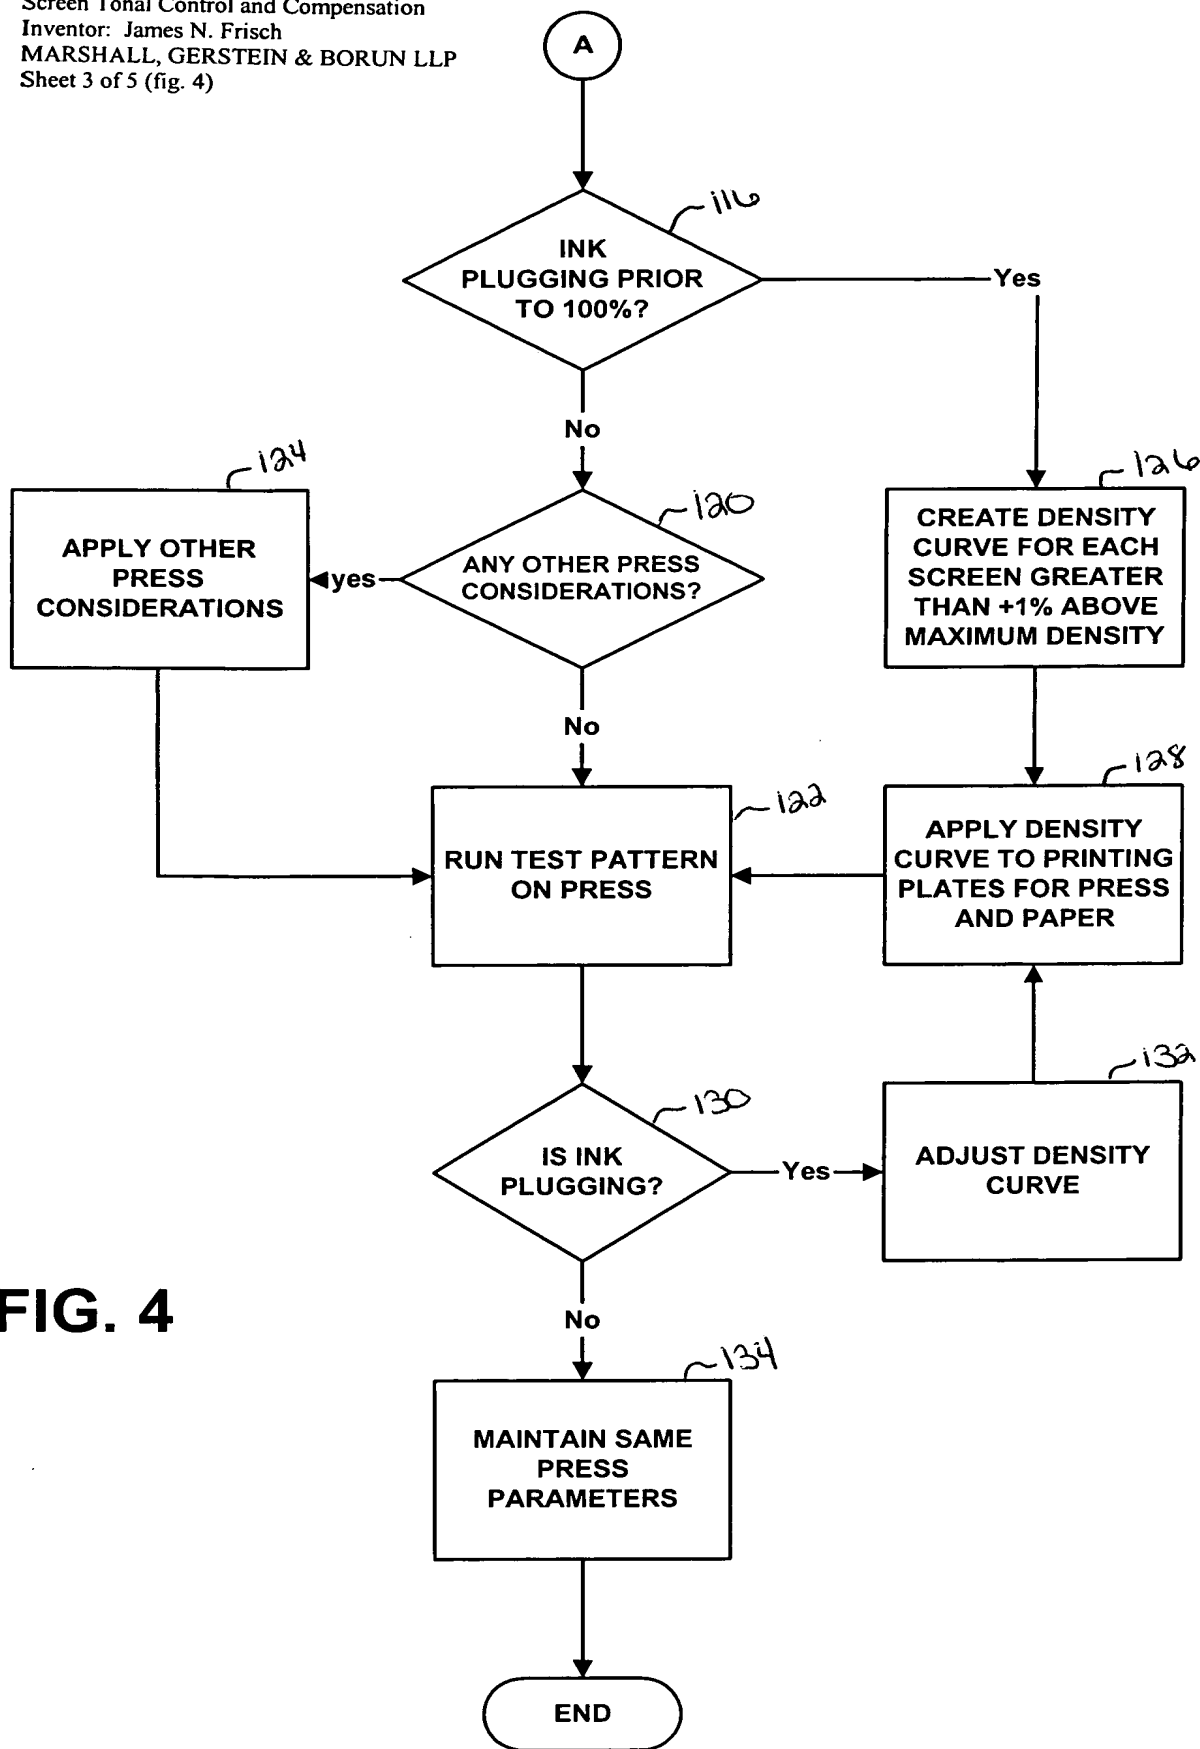 Screen Tonal Control and Compensation
Inventor: James N. Frisch
MARSHALL, GERSTEIN & BORUN LLP
Sheet 3 of 5 (fig. 4)
A
116
INK
PLUGGING PRIOR
TO 100%?
Yes
No
124
APPLY OTHER
PRESS
CONSIDERATIONS
yes
120
ANY OTHER PRESS
CONSIDERATIONS?
126
CREATE DENSITY
CURVE FOR EACH
SCREEN GREATER
THAN +1% ABOVE
MAXIMUM DENSITY
No
122
RUN TEST PATTERN
ON PRESS
128
APPLY DENSITY
CURVE TO PRINTING
PLATES FOR PRESS
AND PAPER
130
IS INK
PLUGGING?
Yes
132
ADJUST DENSITY
CURVE
FIG. 4
No
134
MAINTAIN SAME
PRESS
PARAMETERS
END